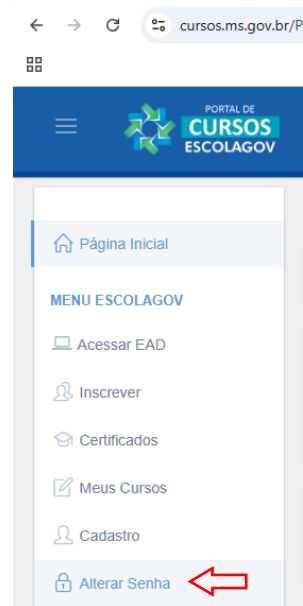 cursos.ms.gov.br/P
PORTAL DE
CURSOS
ESCOLAGOV
Página Inicial
MENU ESCOLAGOV
Acessar EAD
Inscrever
Certificados
Meus Cursos
Cadastro
Alterar Senha